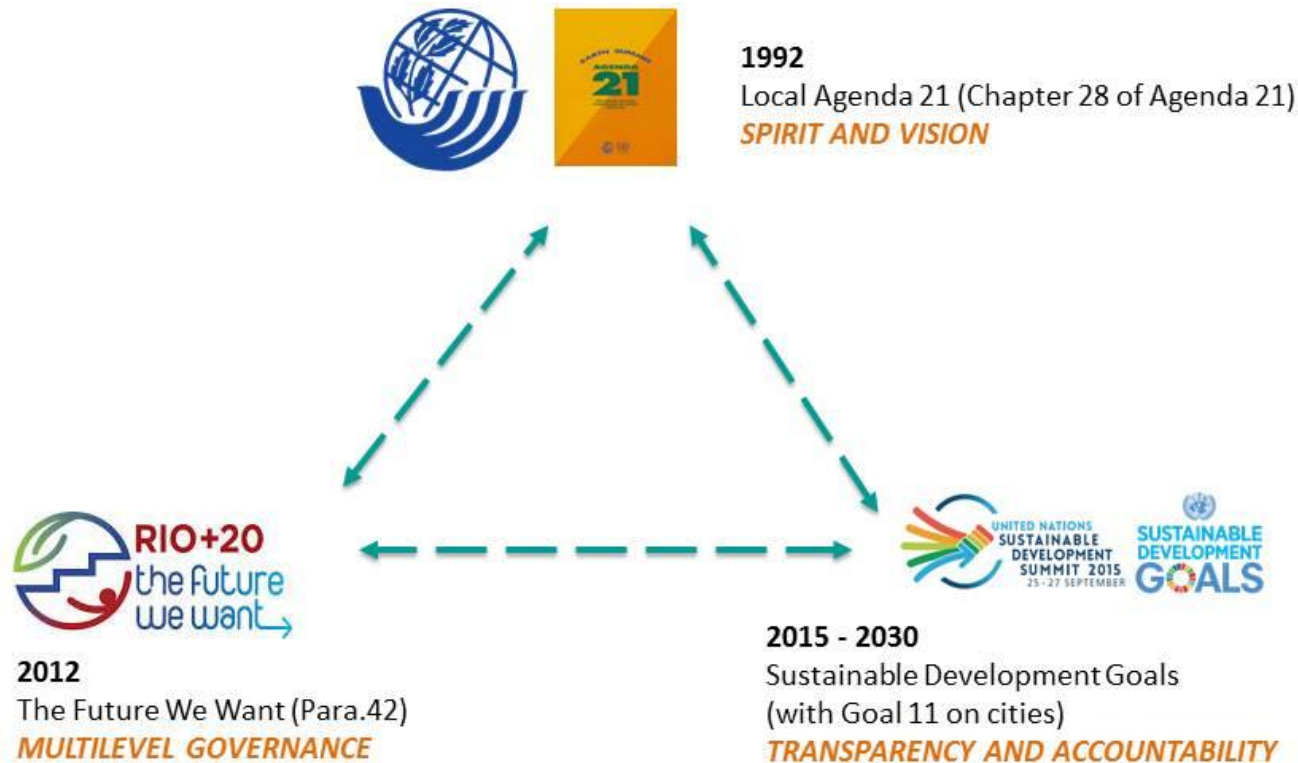 EARTH SUMMIT
AGENDA
21
1992
Local Agenda 21 (Chapter 28 of Agenda 21)
SPIRIT AND VISION
RIO+20
the future
we want
2012
The Future We Want (Para.42)
MULTILEVEL GOVERNANCE
UNITED NATIONS
SUSTAINABLE
DEVELOPMENT
SUMMIT 2015
25 - 27 SEPTEMBER
SUSTAINABLE
DEVELOPMENT
GOALS
2015 - 2030
Sustainable Development Goals
(with Goal 11 on cities)
TRANSPARENCY AND ACCOUNTABILITY